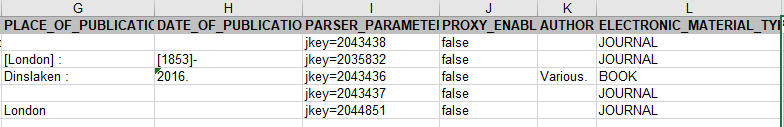 G H I J K L
PLACE_OF_PUBLICATIO DATE_OF_PUBLICATIO PARSER_PARAMETE PROXY_ENABL AUTHOR ELECTRONIC_MATERIAL_TYP
jkey=2043438 false JOURNAL
[London] : [1853]- jkey=2035832 false JOURNAL
Dinslaken : 2016. jkey=2043436 false Various. BOOK
jkey=2043437 false JOURNAL
London jkey=2044851 false JOURNAL